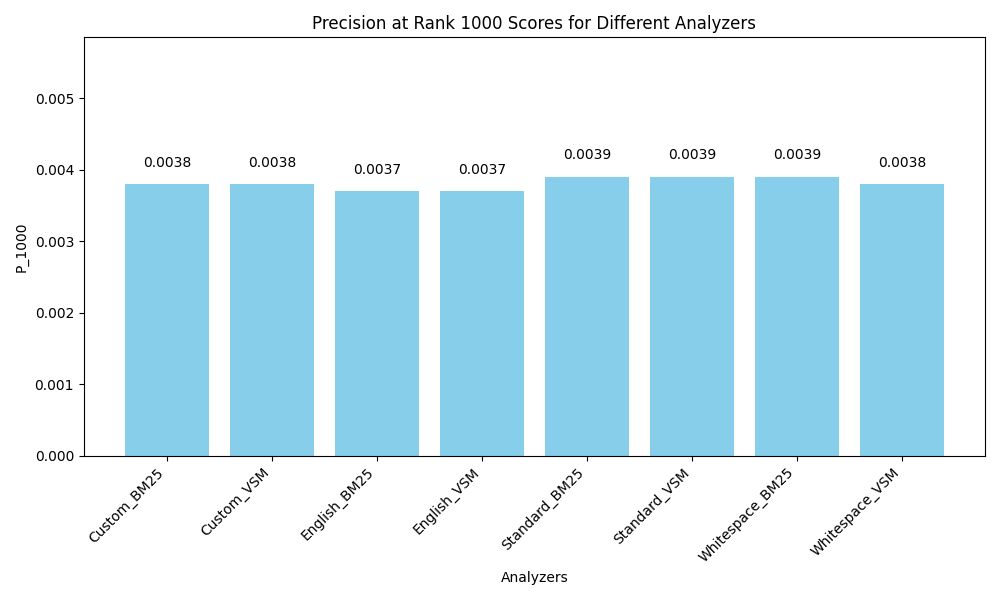 Precision at Rank 1000 Scores for Different Analyzers
P_1000
0.005
0.004
0.003
0.002
0.001
0.000
0.0038
0.0038
0.0037
0.0037
0.0039
0.0039
0.0039
0.0038
Custom_BM25
Custom_VSM
English_BM25
English_VSM
Standard_BM25
Standard_VSM
Whitespace_BM25
Whitespace_VSM
Analyzers